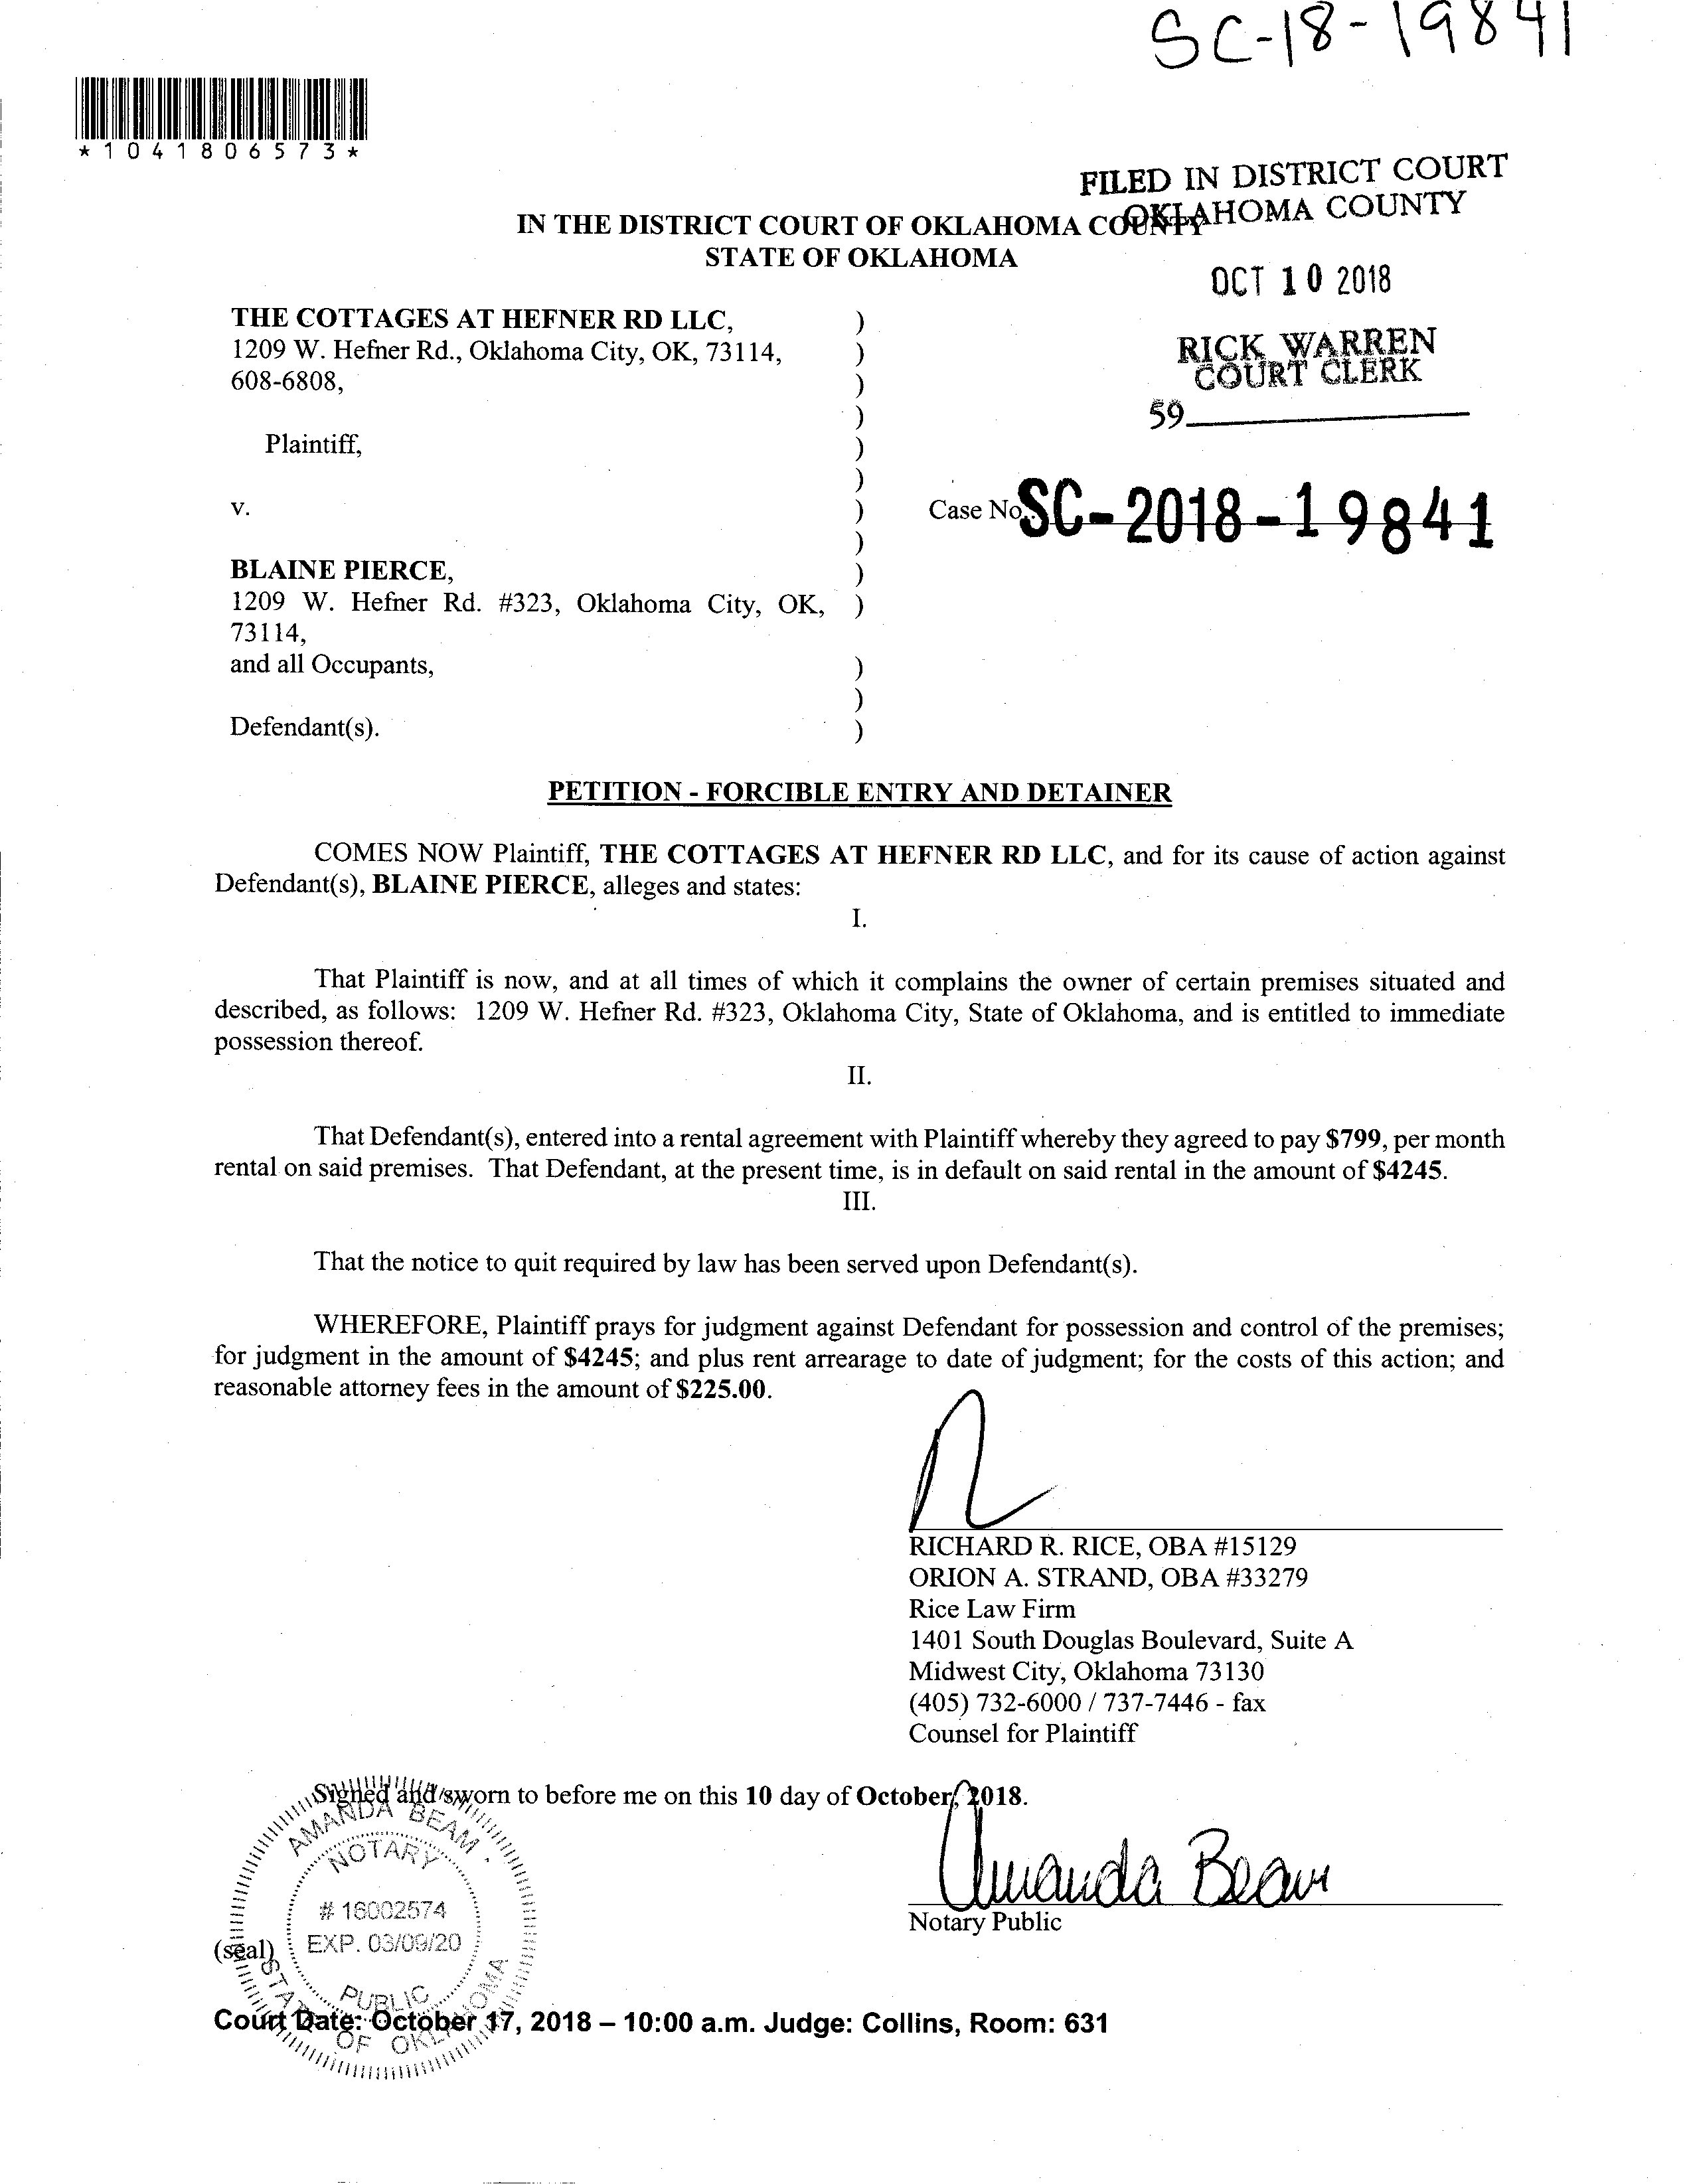 SC-18-19841
*1041806573*
FILED IN DISTRICT COURT
OKLAHOMA COUNTY
IN THE DISTRICT COURT OF OKLAHOMA COUNTY
STATE OF OKLAHOMA
OCT 10 2018
RICK WARREN
COURT CLERK
59
THE COTTAGES AT HEFNER RD LLC, )
1209 W. Hefner Rd., Oklahoma City, OK, 73114, )
608-6808, )
)
Plaintiff, )
)
v. ) Case No.: SC-2018-19841
)
BLAINE PIERCE, )
1209 W. Hefner Rd. #323, Oklahoma City, OK, )
73114,
and all Occupants, )
)
Defendant(s). )
PETITION - FORCIBLE ENTRY AND DETAINER
COMES NOW Plaintiff, THE COTTAGES AT HEFNER RD LLC, and for its cause of action against
Defendant(s), BLAINE PIERCE, alleges and states:
I.
That Plaintiff is now, and at all times of which it complains the owner of certain premises situated and
described, as follows: 1209 W. Hefner Rd. #323, Oklahoma City, State of Oklahoma, and is entitled to immediate
possession thereof.
II.
That Defendant(s), entered into a rental agreement with Plaintiff whereby they agreed to pay $799, per month
rental on said premises. That Defendant, at the present time, is in default on said rental in the amount of $4245.
III.
That the notice to quit required by law has been served upon Defendant(s).
WHEREFORE, Plaintiff prays for judgment against Defendant for possession and control of the premises;
for judgment in the amount of $4245; and plus rent arrearage to date of judgment; for the costs of this action; and
reasonable attorney fees in the amount of $225.00.
RICHARD R. RICE, OBA #15129
ORION A. STRAND, OBA #33279
Rice Law Firm
1401 South Douglas Boulevard, Suite A
Midwest City, Oklahoma 73130
(405) 732-6000 / 737-7446 - fax
Counsel for Plaintiff
Signed and sworn to before me on this 10 day of October, 2018.
AMANDA BEAM
NOTARY
# 16002574
EXP. 03/09/20
PUBLIC
STATE OF OKLAHOMA
Amanda Beam
Notary Public
(seal)
Court Date: October 17, 2018 – 10:00 a.m. Judge: Collins, Room: 631